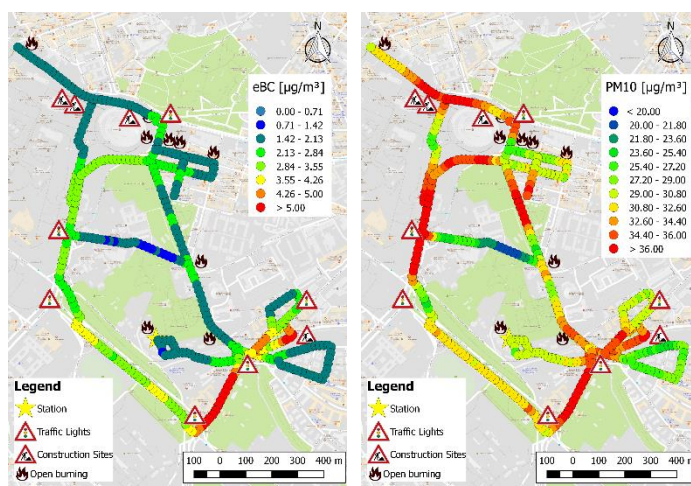 N
eBC [µg/m³]
0.00 - 0.71
0.71 - 1.42
1.42 - 2.13
2.13 - 2.84
2.84 - 3.55
3.55 - 4.26
4.26 - 5.00
> 5.00
Legend
Station
Traffic Lights
Construction Sites
Open burning
100 0 100 200 300 400 m
N
PM10 [µg/m³]
< 20.00
20.00 - 21.80
21.80 - 23.60
23.60 - 25.40
25.40 - 27.20
27.20 - 29.00
29.00 - 30.80
30.80 - 32.60
32.60 - 34.40
34.40 - 36.00
> 36.00
Legend
Station
Traffic Lights
Construction Sites
Open burning
100 0 100 200 300 400 m